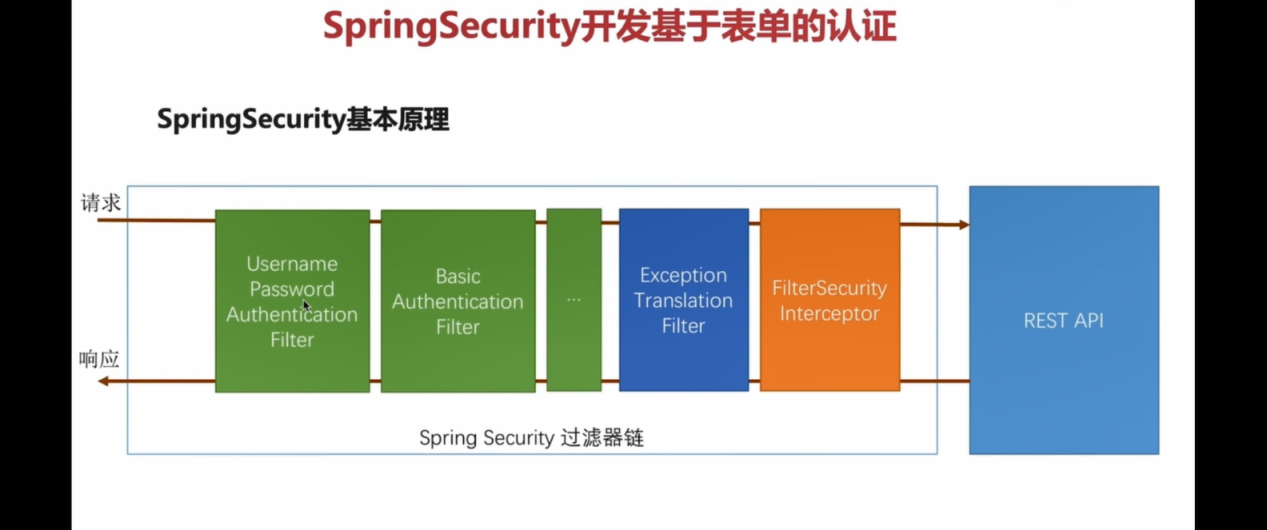 SpringSecurity开发基于表单的认证
SpringSecurity基本原理
请求
Username
Password
Authentication
Filter
Basic
Authentication
Filter
...
Exception
Translation
Filter
FilterSecurity
Interceptor
REST API
响应
Spring Security 过滤器链